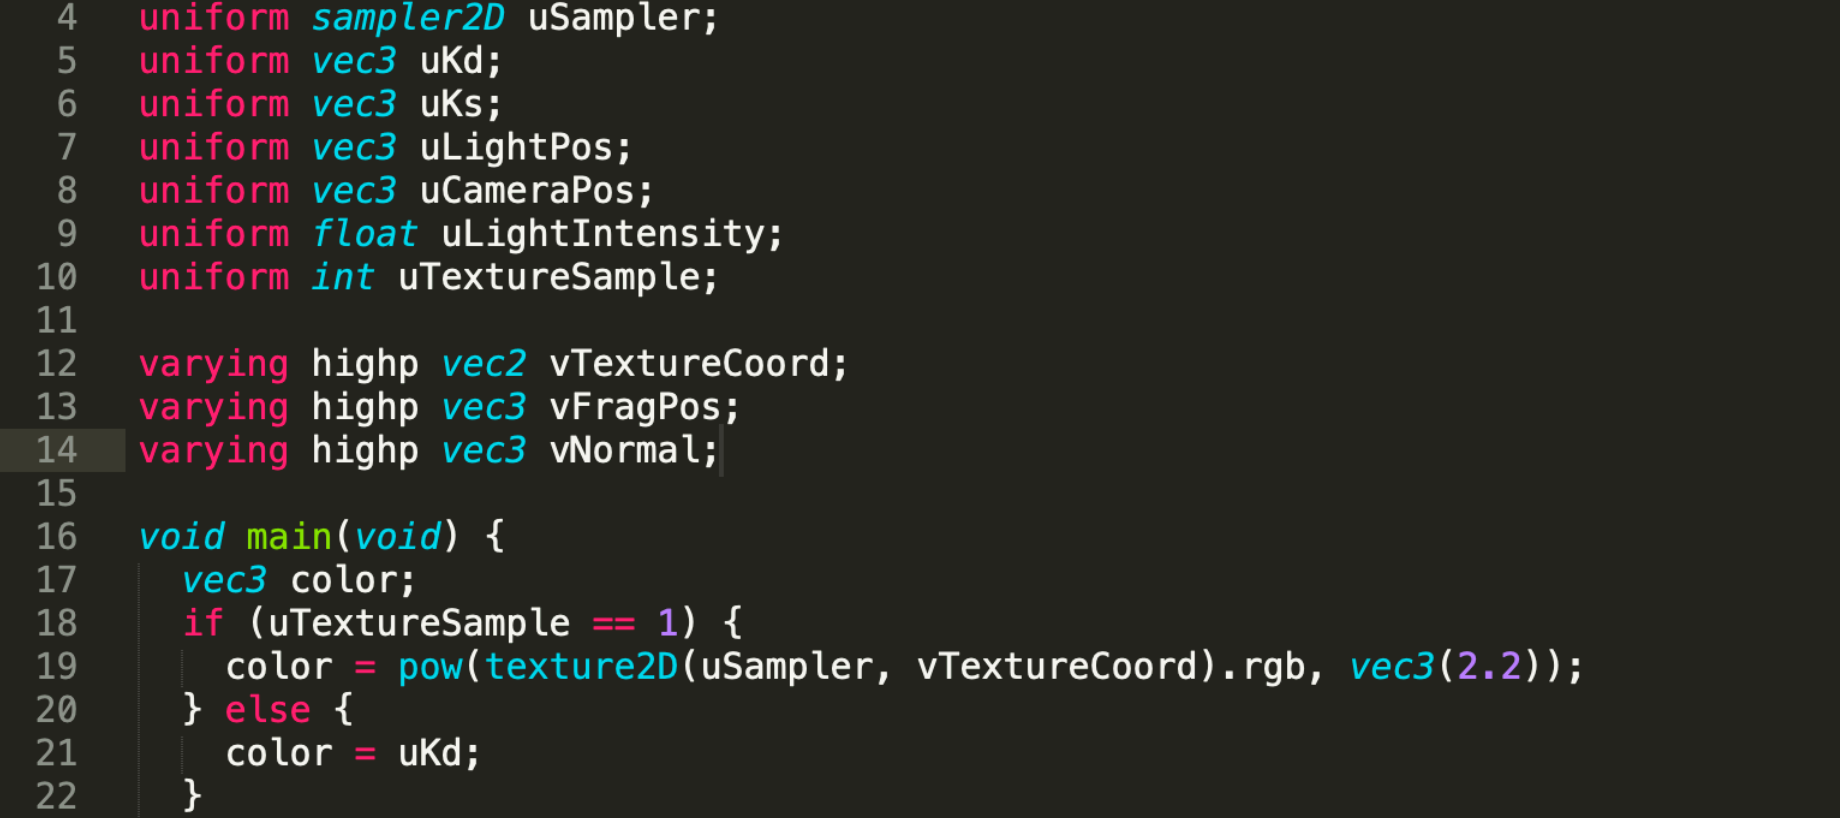 4 uniform sampler2D uSampler;
5 uniform vec3 uKd;
6 uniform vec3 uKs;
7 uniform vec3 uLightPos;
8 uniform vec3 uCameraPos;
9 uniform float uLightIntensity;
10 uniform int uTextureSample;
11
12 varying highp vec2 vTextureCoord;
13 varying highp vec3 vFragPos;
14 varying highp vec3 vNormal;
15
16 void main(void) {
17   vec3 color;
18   if (uTextureSample == 1) {
19     color = pow(texture2D(uSampler, vTextureCoord).rgb, vec3(2.2));
20   } else {
21     color = uKd;
22   }